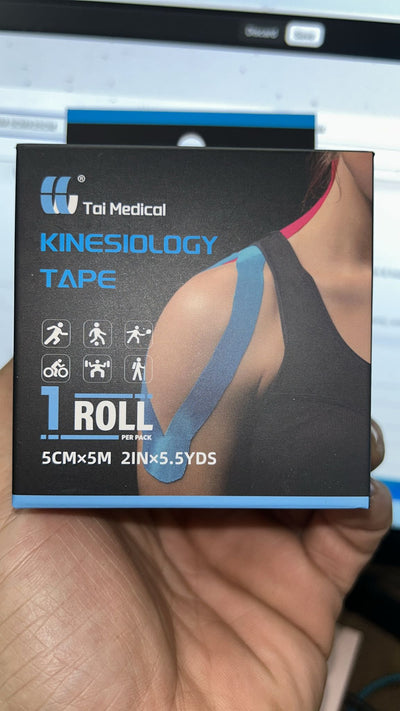 ®
Tai Medical
KINESIOLOGY
TAPE
1 ROLL
PER PACK
5CM×5M 2IN×5.5YDS